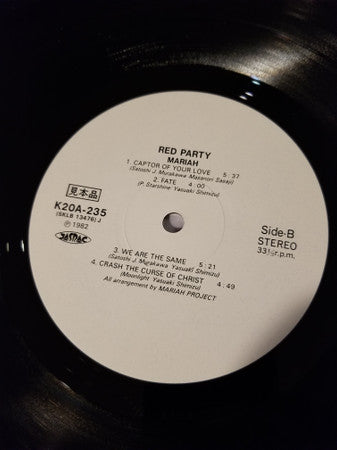 RED PARTY
MARIAH
1. CAPTOR OF YOUR LOVE 5:37
(Satoshi J. Murakawa Masanori Sasaji)
2. FATE 4:00
(P. Starshine Yasuaki Shimizu)
見本品
K20A-235
(SKLB 13476) J
Ⓟ 1982
JASRAC
Side-B
STEREO
33⅓r.p.m.
3. WE ARE THE SAME 5:21
(Satoshi J. Murakawa Yasuaki Shimizu)
4. CRASH THE CURSE OF CHRIST 4:49
(Moonlight Yasuaki Shimizu)
All arrangement by MARIAH PROJECT